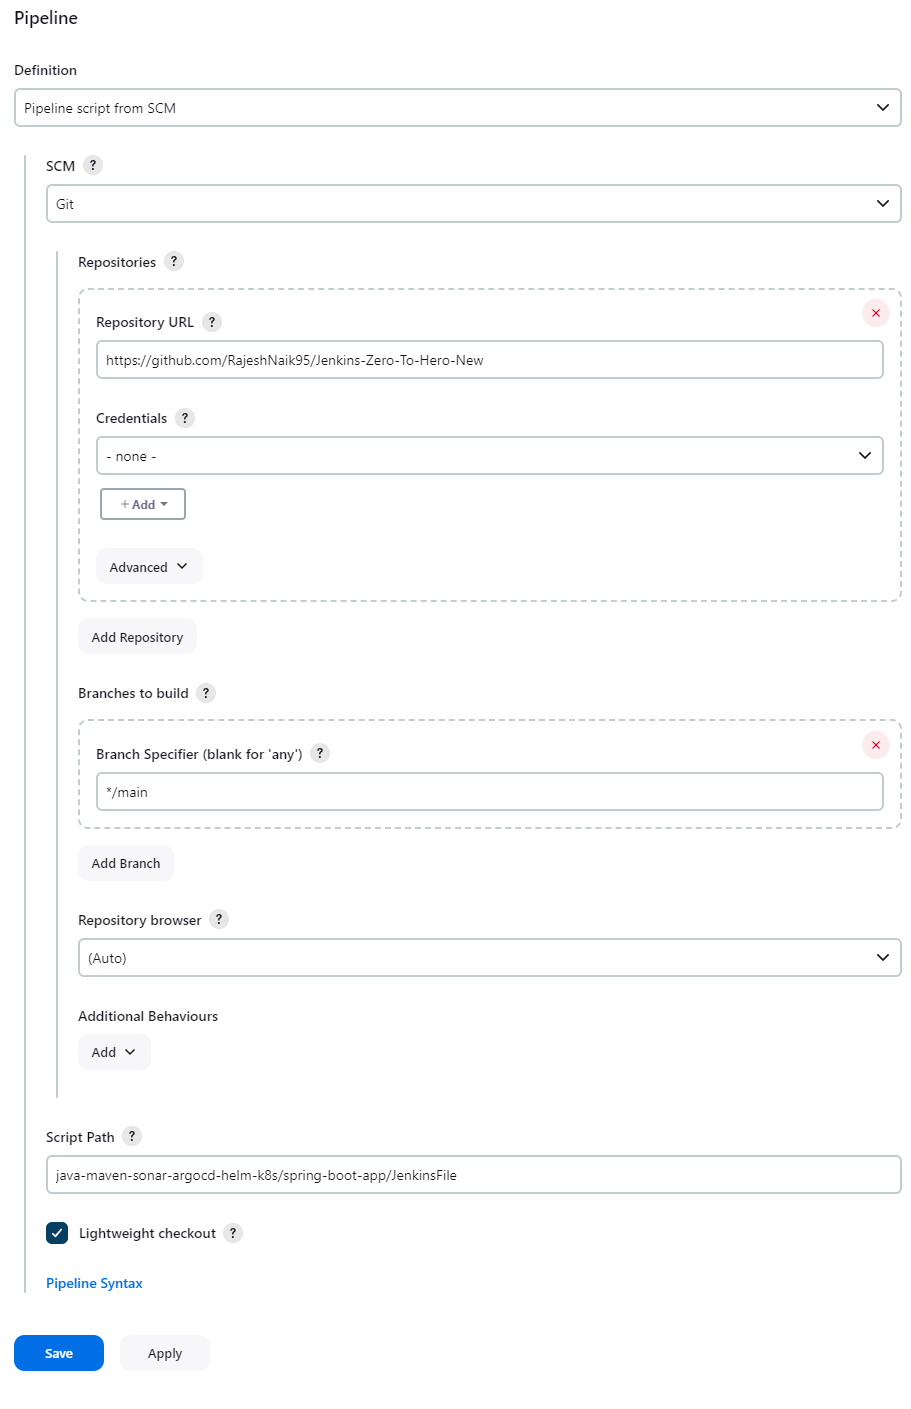 Pipeline
Definition
Pipeline script from SCM
SCM ?
Git
Repositories ?
Repository URL ?
https://github.com/RajeshNaik95/Jenkins-Zero-To-Hero-New
Credentials ?
- none -
+ Add
Advanced
Add Repository
Branches to build ?
Branch Specifier (blank for 'any') ?
*/main
Add Branch
Repository browser ?
(Auto)
Additional Behaviours
Add
Script Path ?
java-maven-sonar-argocd-helm-k8s/spring-boot-app/JenkinsFile
Lightweight checkout ?
Pipeline Syntax
Save Apply